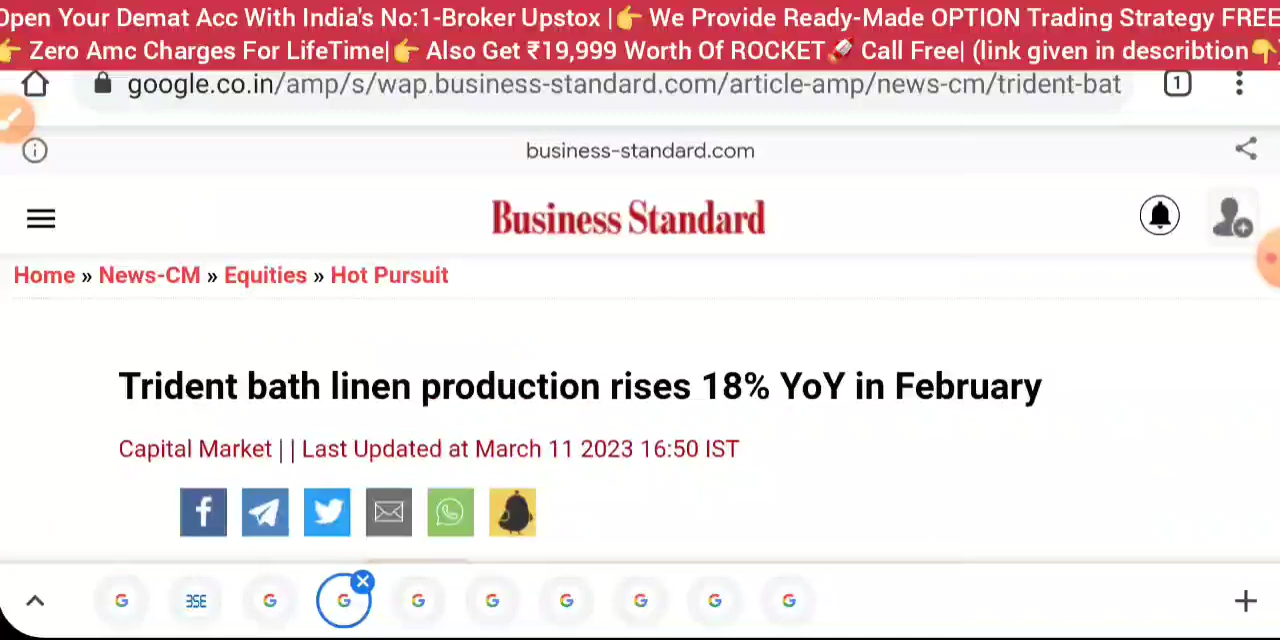 Open Your Demat Acc With India's No:1-Broker Upstox |👉 We Provide Ready-Made OPTION Trading Strategy FREE
👉 Zero Amc Charges For LifeTime|👉 Also Get ₹19,999 Worth Of ROCKET🚀 Call Free| (link given in describtion👇)
google.co.in/amp/s/wap.business-standard.com/article-amp/news-cm/trident-bat
1
business-standard.com
Business Standard
Home » News-CM » Equities » Hot Pursuit
Trident bath linen production rises 18% YoY in February
Capital Market | | Last Updated at March 11 2023 16:50 IST
BSE